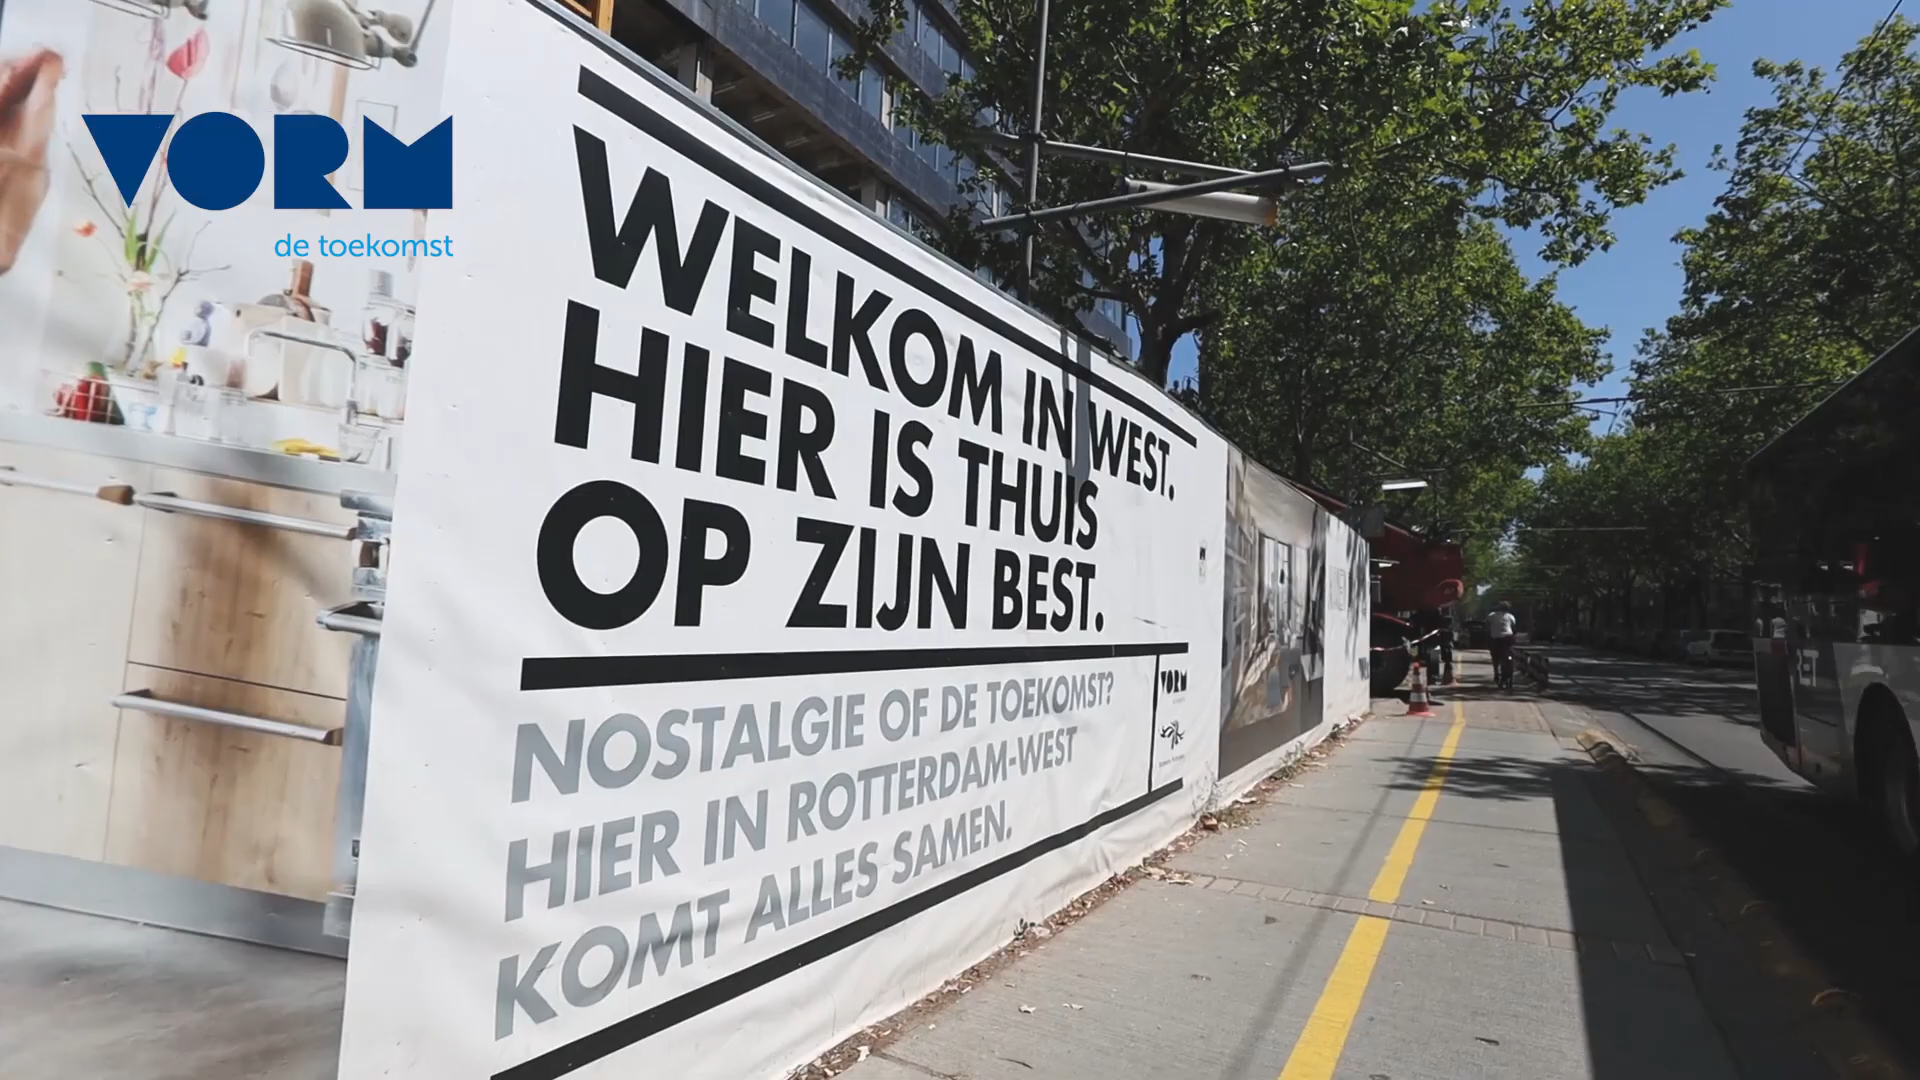 VORM
de toekomst
WELKOM IN WEST.
HIER IS THUIS
OP ZIJN BEST.
NOSTALGIE OF DE TOEKOMST?
HIER IN ROTTERDAM-WEST
KOMT ALLES SAMEN.
VORM